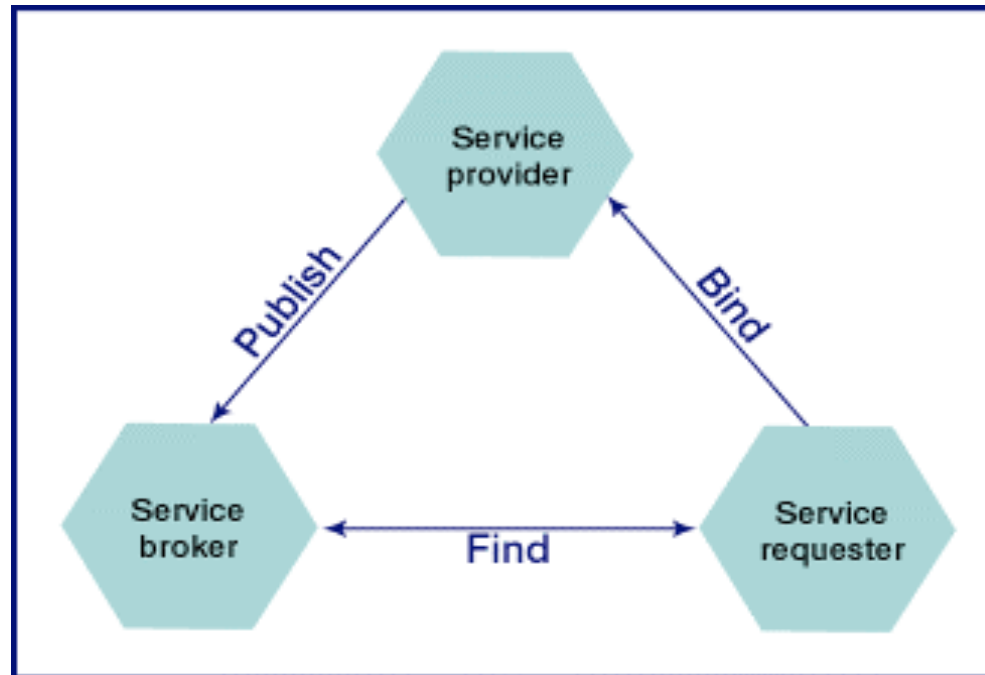 Service
provider
Publish
Bind
Service
broker
Find
Service
requester